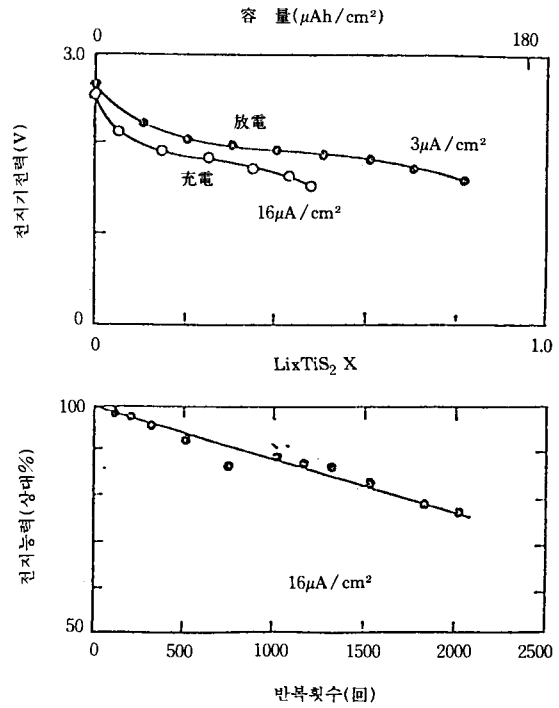 容 量(μAh/cm²)
0 180
3.0
전지기전력(V)
放電
3μA/cm²
充電
16μA/cm²
0
0 1.0
LixTiS₂ X
100
전지능력(상대%)
16μA/cm²
50
0 500 1000 1500 2000 2500
반복횟수(回)